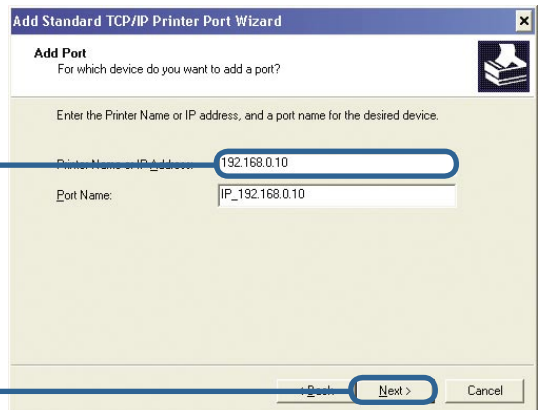 Add Standard TCP/IP Printer Port Wizard
Add Port
For which device do you want to add a port?
Enter the Printer Name or IP address, and a port name for the desired device.
Printer Name or IP Address: 192.168.0.10
Port Name: IP_192.168.0.10
< Back Next > Cancel